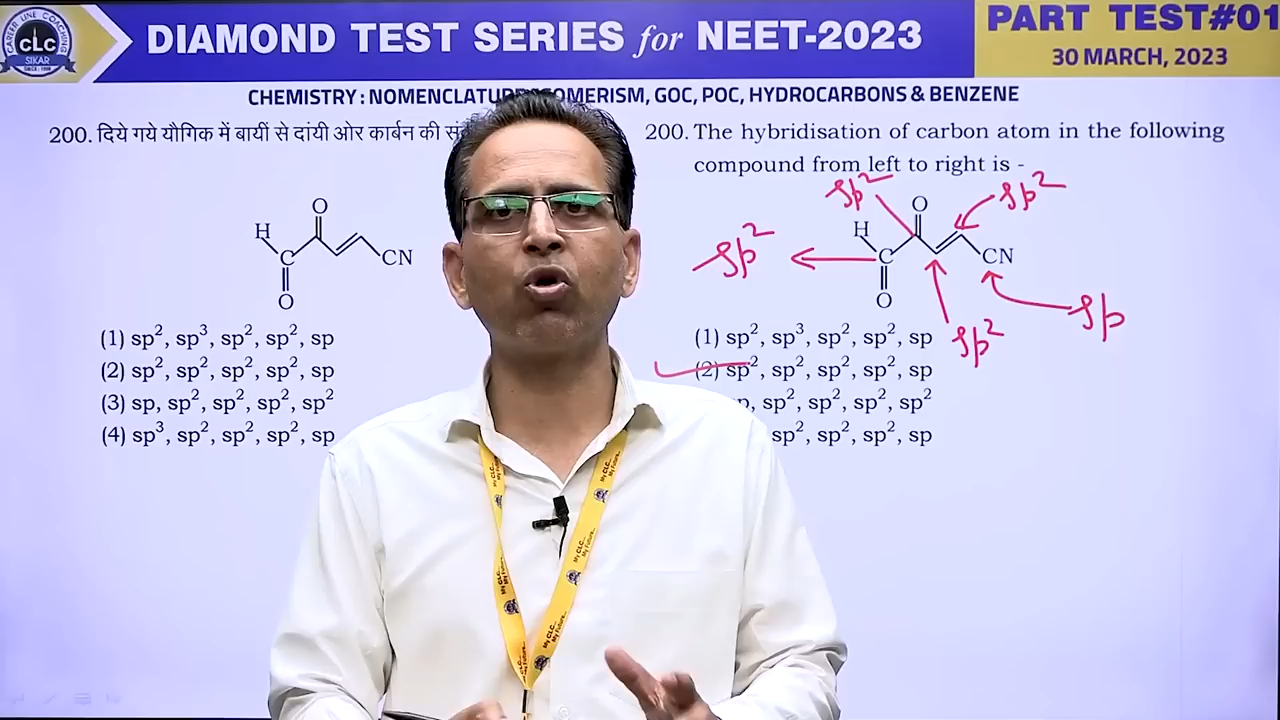 CAREER LINE COACHING
CLC
SIKAR
DIAMOND TEST SERIES for NEET-2023
PART TEST#01
30 MARCH, 2023
CHEMISTRY : NOMENCLATURE, ISOMERISM, GOC, POC, HYDROCARBONS & BENZENE
200. दिये गये यौगिक में बायीं से दांयी ओर कार्बन की
O
H
C
CN
O
(1) sp², sp³, sp², sp², sp
(2) sp², sp², sp², sp², sp
(3) sp, sp², sp², sp², sp²
(4) sp³, sp², sp², sp², sp
200. The hybridisation of carbon atom in the following
compound from left to right is -
sp²
sp²
O
H
sp²
C
CN
O
sp
sp²
(1) sp², sp³, sp², sp², sp
(2) sp², sp², sp², sp², sp
p, sp², sp², sp², sp²
sp², sp², sp², sp